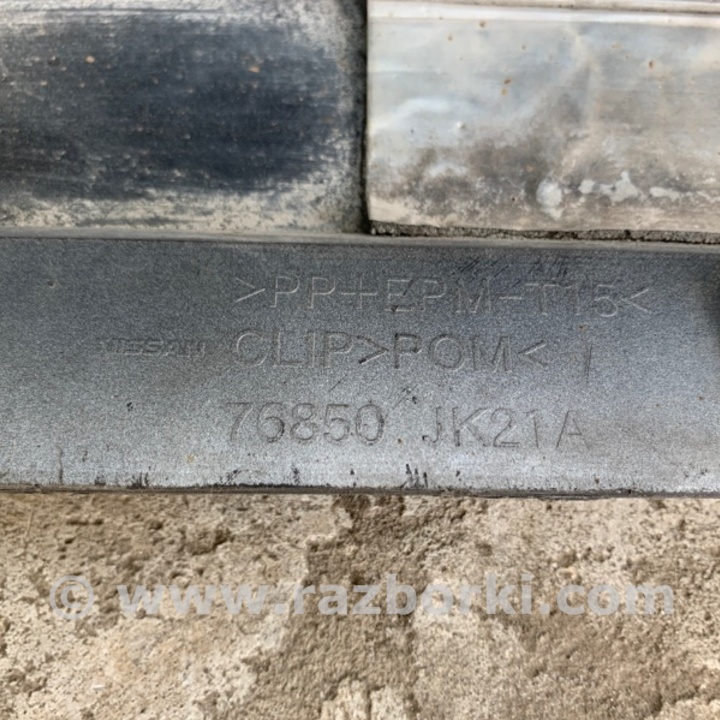 >PP+EPM-T15<
NISSAN CLIP>POM<
76850 JK21A
© www.razborki.com